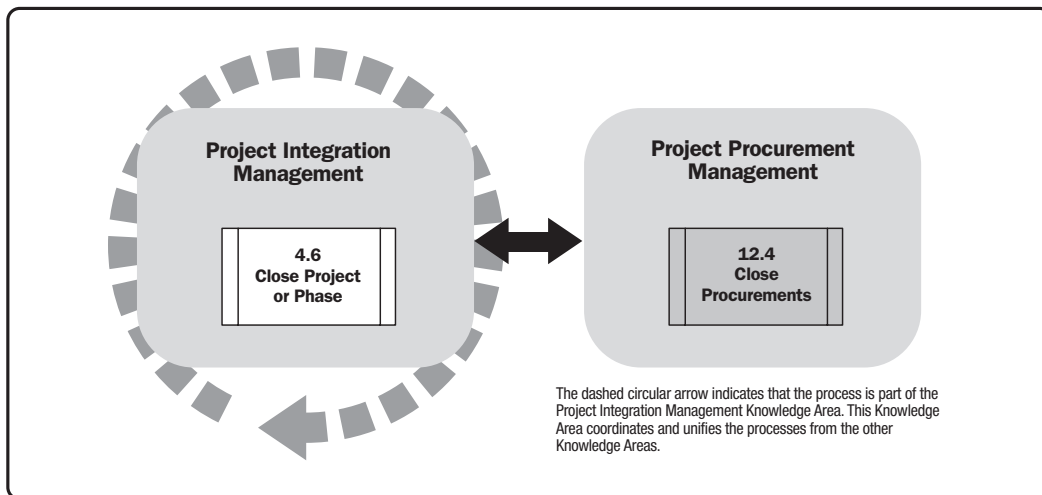 Project Integration
Management
4.6
Close Project
or Phase
Project Procurement
Management
12.4
Close
Procurements
The dashed circular arrow indicates that the process is part of the
Project Integration Management Knowledge Area. This Knowledge
Area coordinates and unifies the processes from the other
Knowledge Areas.